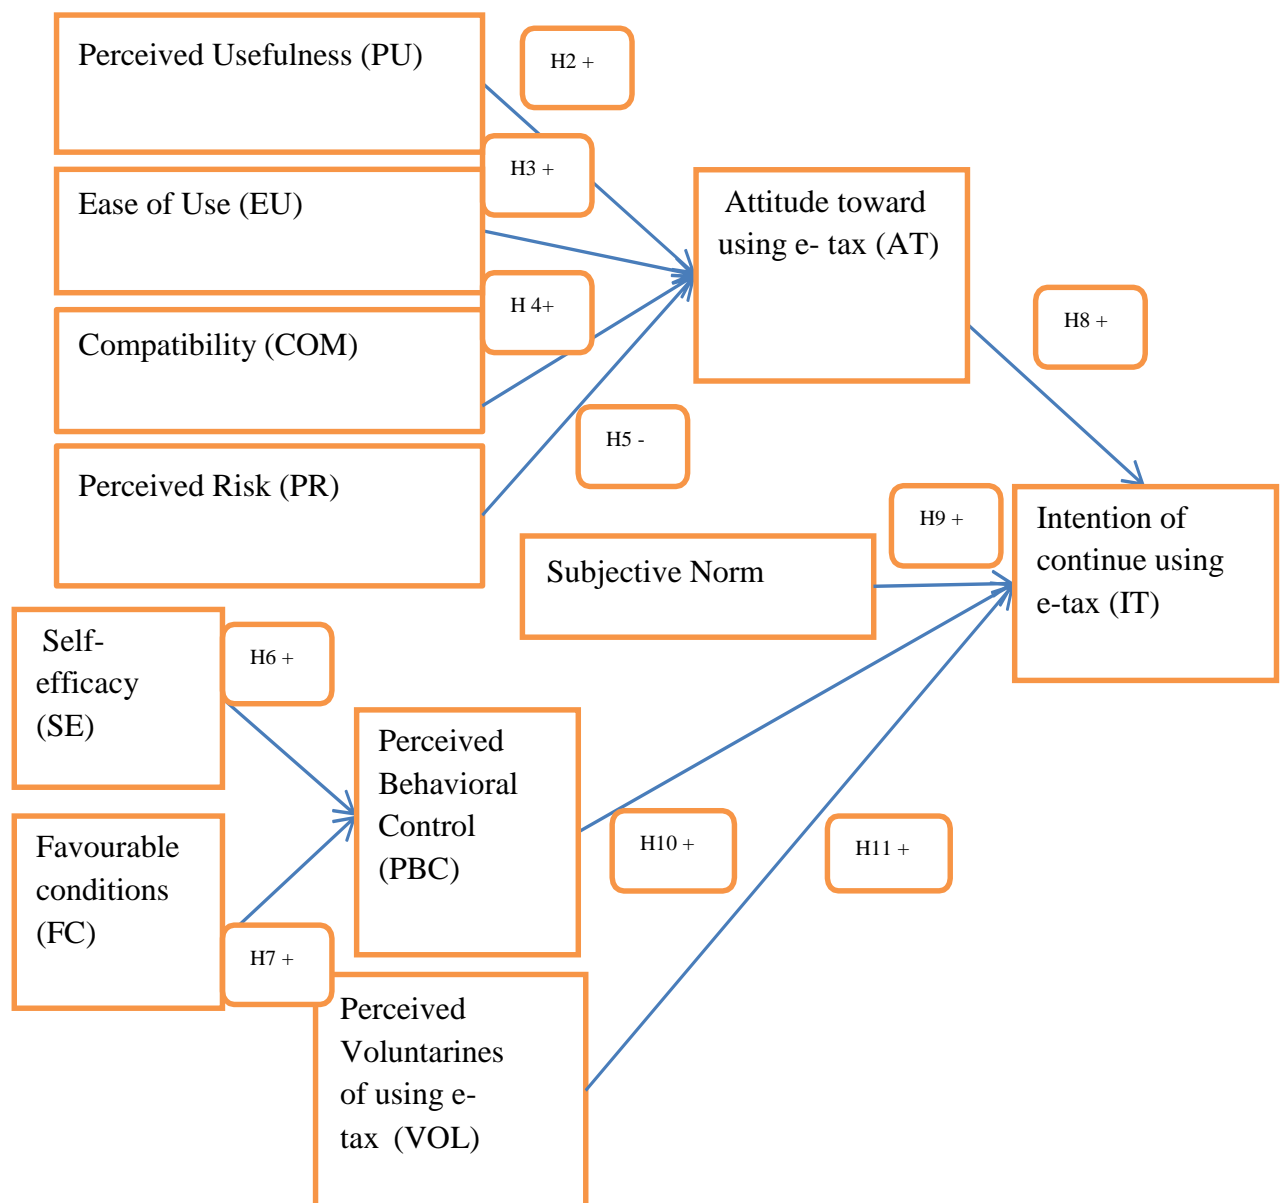 Perceived Usefulness (PU)
H2 +
H3 +
Ease of Use (EU)
Attitude toward
using e- tax (AT)
H 4+
Compatibility (COM)
H8 +
H5 -
Perceived Risk (PR)
H9 +
Intention of
continue using
e-tax (IT)
Subjective Norm
Self-
efficacy
(SE)
H6 +
Perceived
Behavioral
Control
(PBC)
Favourable
conditions
(FC)
H10 +
H11 +
H7 +
Perceived
Voluntarines
of using e-
tax (VOL)